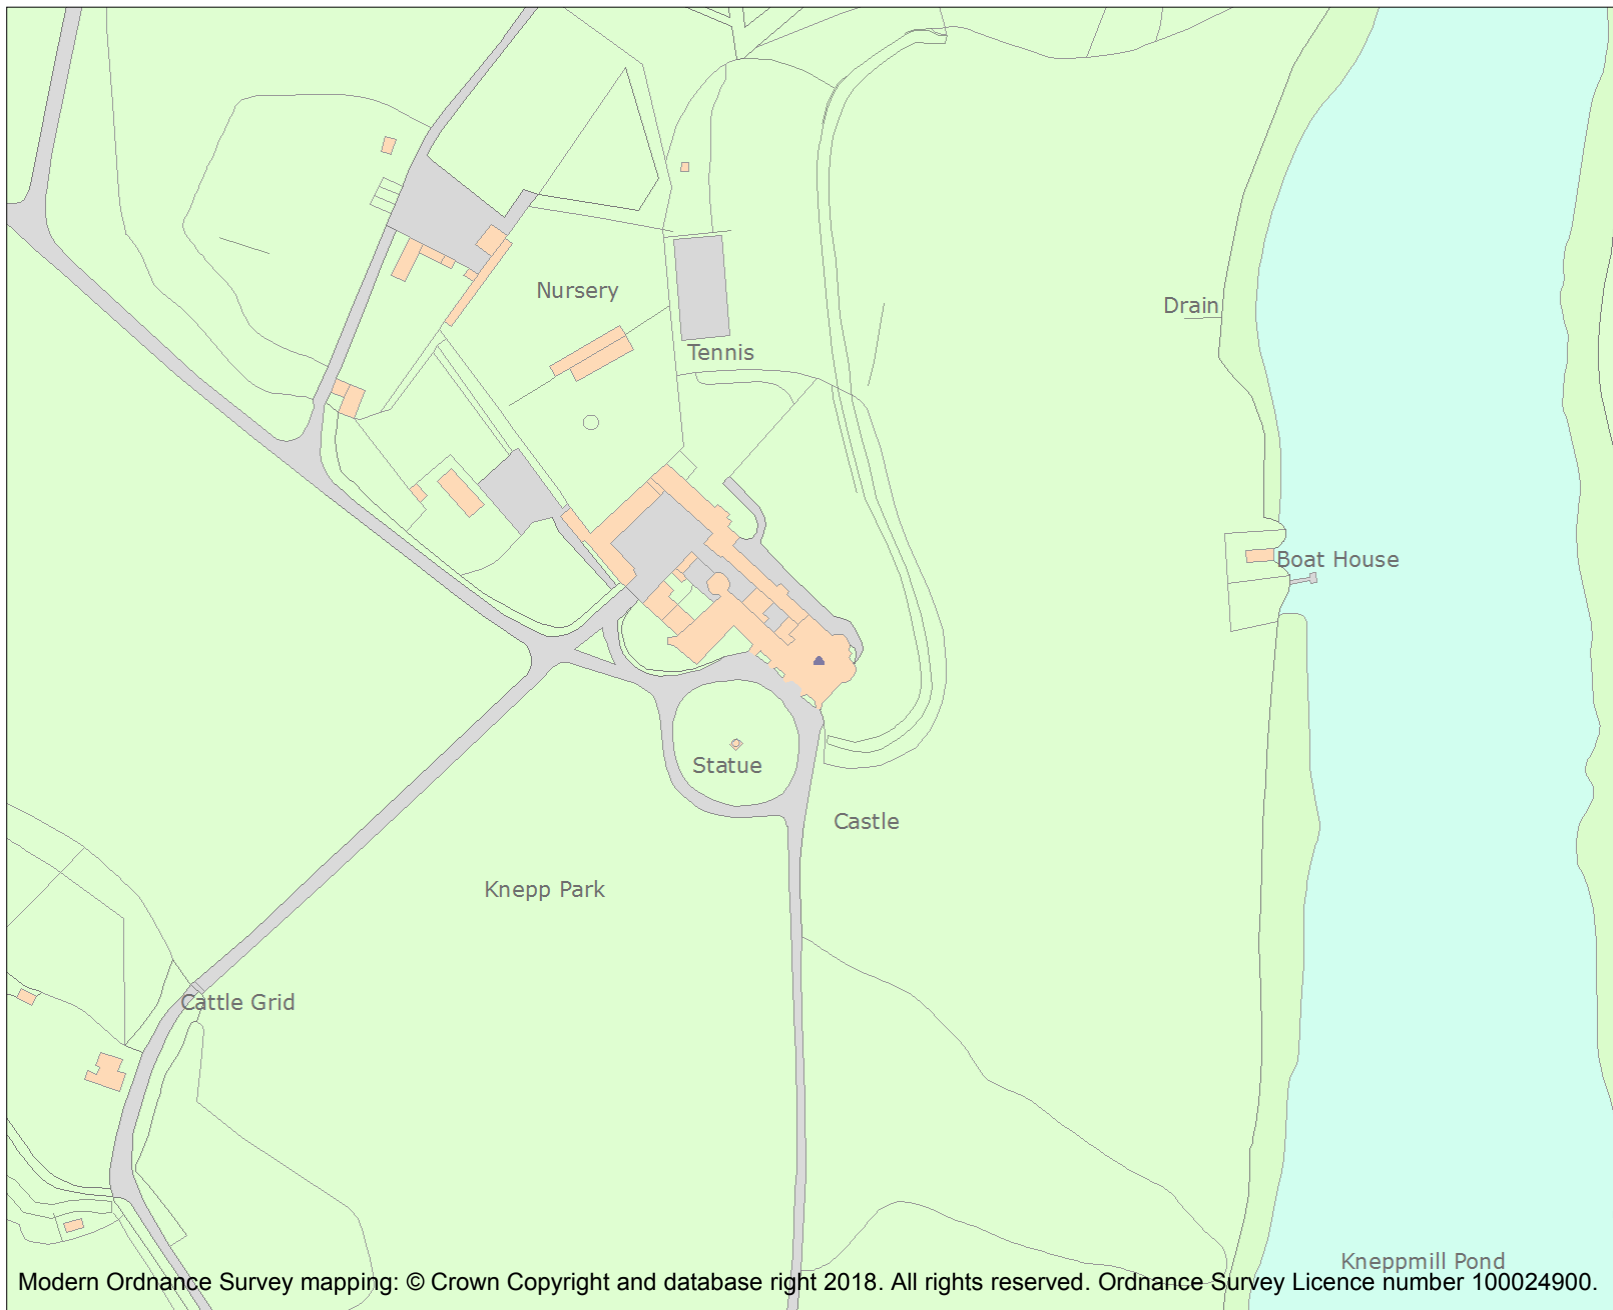 Nursery
Drain
Tennis
Boat House
Statue
Castle
Knepp Park
Cattle Grid
Kneppmill Pond
Modern Ordnance Survey mapping: © Crown Copyright and database right 2018. All rights reserved. Ordnance Survey Licence number 100024900.